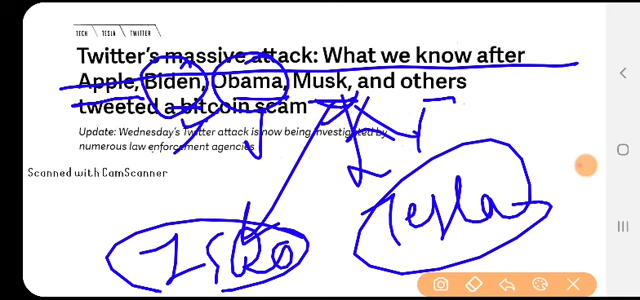 TECH TESLA TWITTER
Twitter's massive attack: What we know after
Apple, Biden, Obama, Musk, and others
tweeted a bitcoin scam
Update: Wednesday's Twitter attack is now being investigated by
numerous law enforcement agencies
Scanned with CamScanner
Tesla